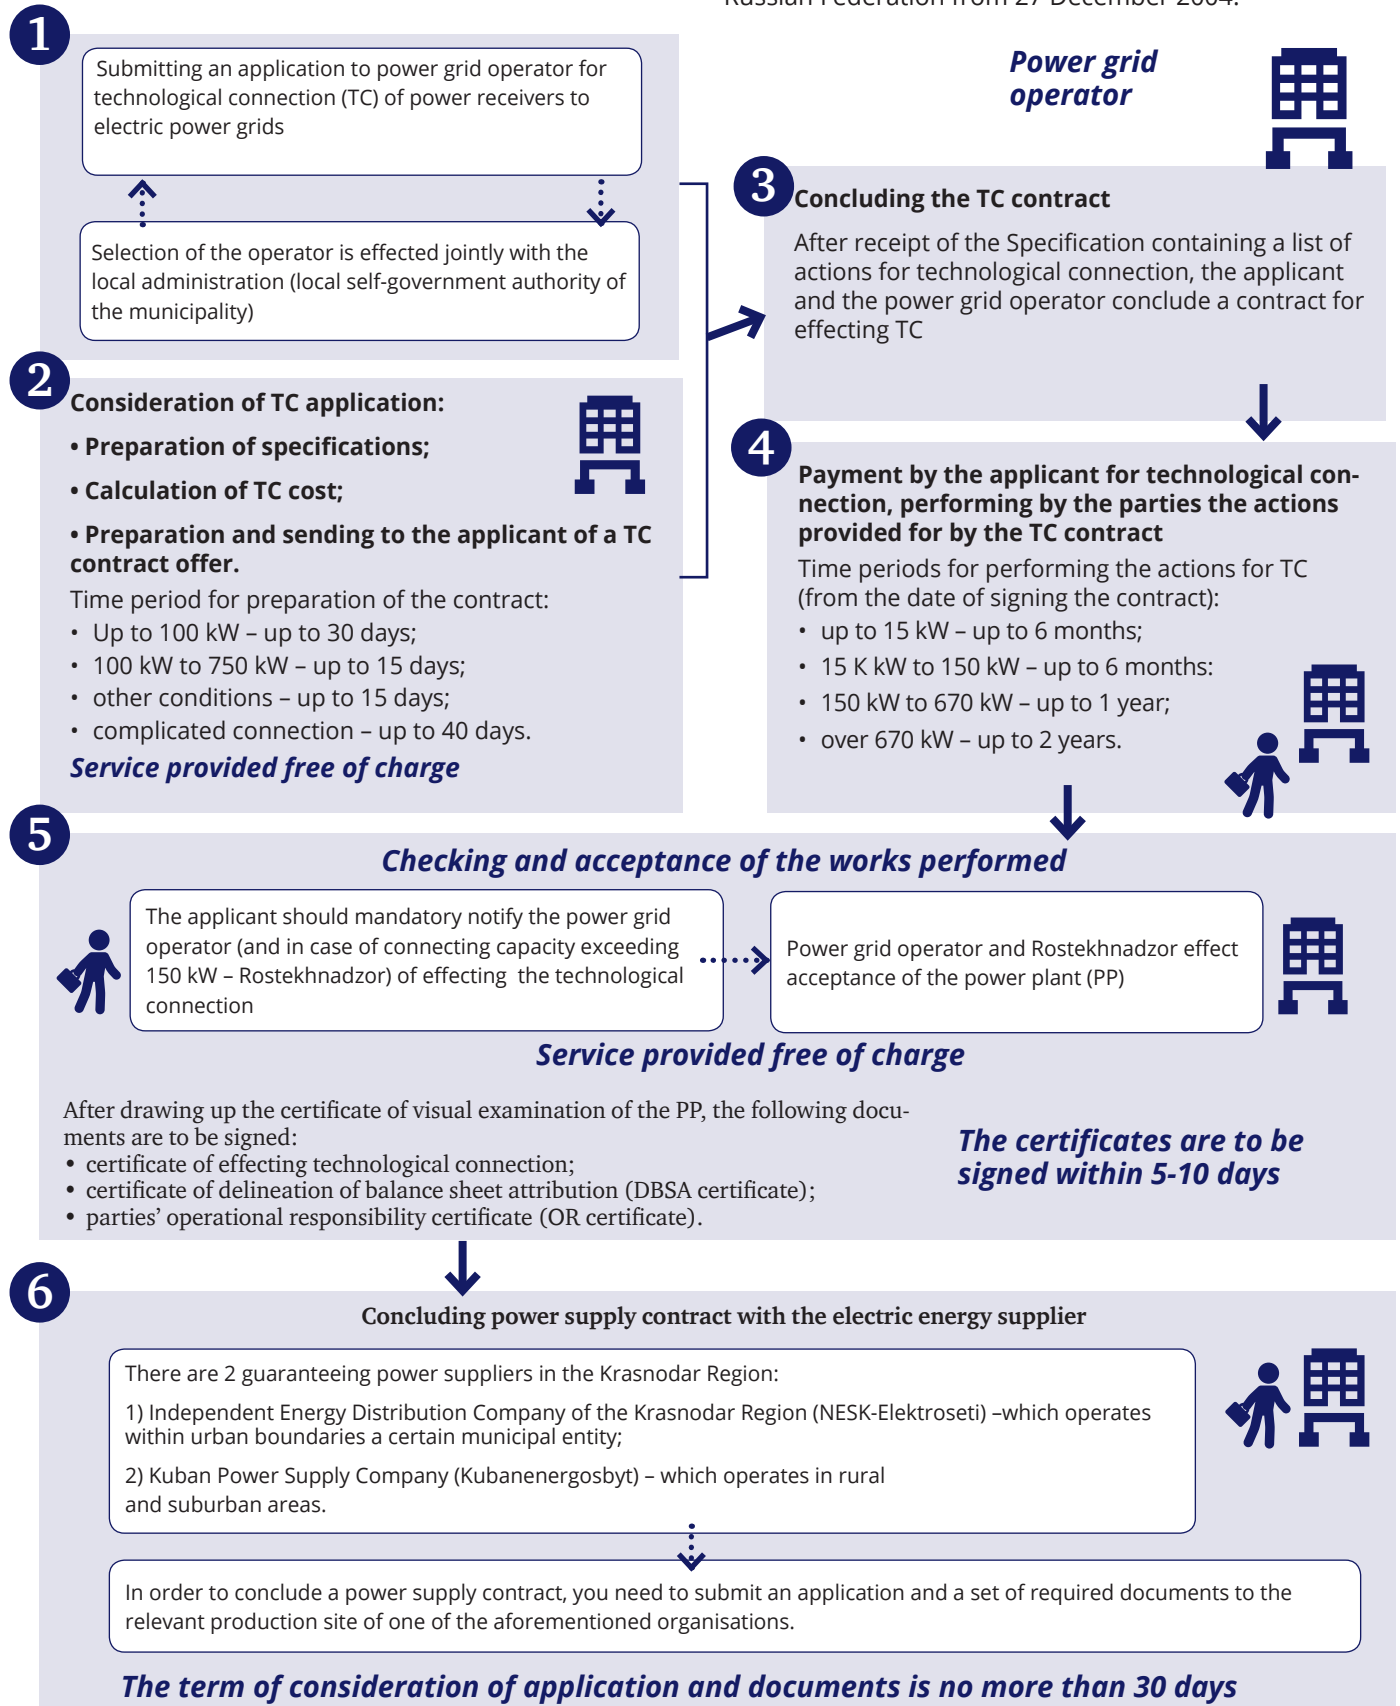 Russian Federation from 27 December 2004.
1
Submitting an application to power grid operator for
technological connection (TC) of power receivers to
electric power grids
Selection of the operator is effected jointly with the
local administration (local self-government authority of
the municipality)
2
Consideration of TC application:
• Preparation of specifications;
• Calculation of TC cost;
• Preparation and sending to the applicant of a TC
contract offer.
Time period for preparation of the contract:
• Up to 100 kW – up to 30 days;
• 100 kW to 750 kW – up to 15 days;
• other conditions – up to 15 days;
• complicated connection – up to 40 days.
Service provided free of charge
Power grid
operator
3
Concluding the TC contract
After receipt of the Specification containing a list of
actions for technological connection, the applicant
and the power grid operator conclude a contract for
effecting TC
4
Payment by the applicant for technological con-
nection, performing by the parties the actions
provided for by the TC contract
Time periods for performing the actions for TC
(from the date of signing the contract):
• up to 15 kW – up to 6 months;
• 15 K kW to 150 kW – up to 6 months:
• 150 kW to 670 kW – up to 1 year;
• over 670 kW – up to 2 years.
5
Checking and acceptance of the works performed
The applicant should mandatory notify the power grid
operator (and in case of connecting capacity exceeding
150 kW – Rostekhnadzor) of effecting the technological
connection
Power grid operator and Rostekhnadzor effect
acceptance of the power plant (PP)
Service provided free of charge
After drawing up the certificate of visual examination of the PP, the following docu-
ments are to be signed:
• certificate of effecting technological connection;
• certificate of delineation of balance sheet attribution (DBSA certificate);
• parties’ operational responsibility certificate (OR certificate).
The certificates are to be
signed within 5-10 days
6
Concluding power supply contract with the electric energy supplier
There are 2 guaranteeing power suppliers in the Krasnodar Region:
1) Independent Energy Distribution Company of the Krasnodar Region (NESK-Elektroseti) –which operates
within urban boundaries a certain municipal entity;
2) Kuban Power Supply Company (Kubanenergosbyt) – which operates in rural
and suburban areas.
In order to conclude a power supply contract, you need to submit an application and a set of required documents to the
relevant production site of one of the aforementioned organisations.
The term of consideration of application and documents is no more than 30 days